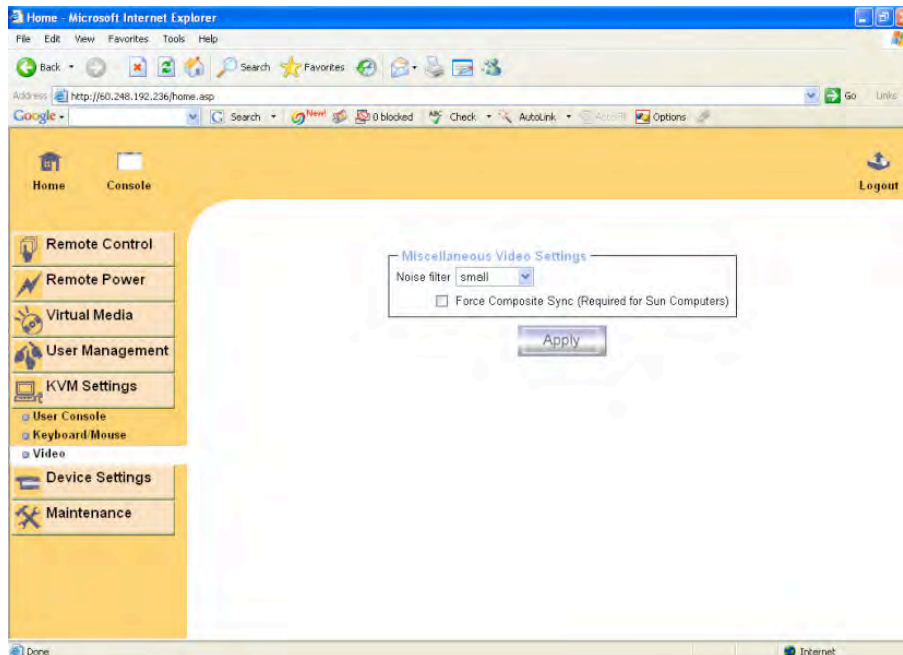 Home - Microsoft Internet Explorer
File Edit View Favorites Tools Help
Back Search Favorites
Address http://60.248.192.236/home.asp Go Links
Google Search New! 0 blocked Check AutoLink AutoFill Options
Home Console Logout
Remote Control
Remote Power
Virtual Media
User Management
KVM Settings
User Console
Keyboard/Mouse
Video
Device Settings
Maintenance
Miscellaneous Video Settings
Noise filter small
Force Composite Sync (Required for Sun Computers)
Apply
Done Internet